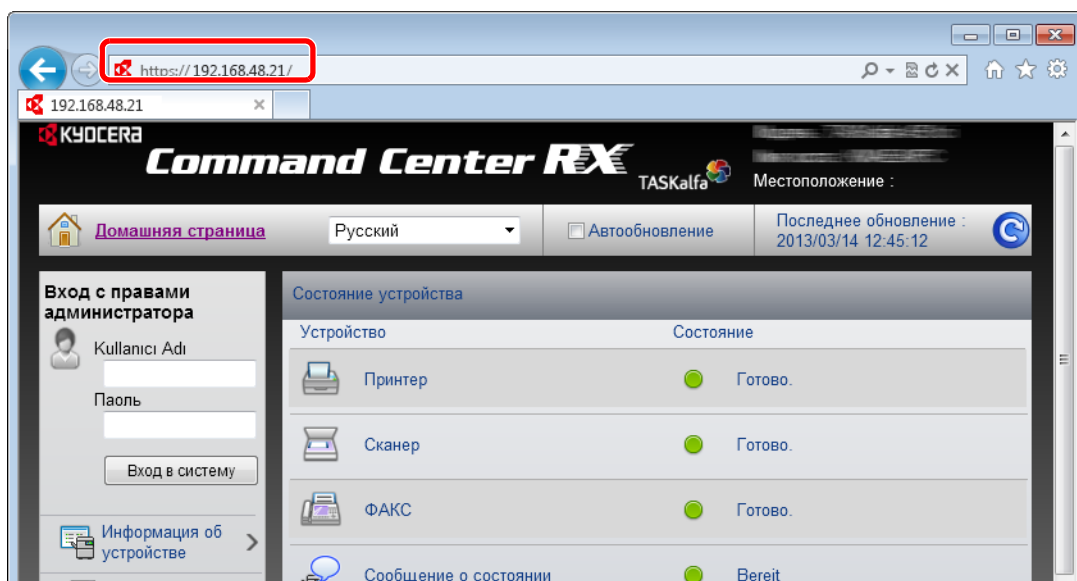 https://192.168.48.21/
192.168.48.21
KYOCERA
Command Center RX
TASKalfa
Местоположение :
Домашняя страница
Русский
Автообновление
Последнее обновление :
2013/03/14 12:45:12
Вход с правами
администратора
Kullanıcı Adı
Паоль
Вход в систему
Информация об
устройстве
Состояние устройства
Устройство Состояние
Принтер Готово.
Сканер Готово.
ФАКС Готово.
Сообщение о состоянии Bereit